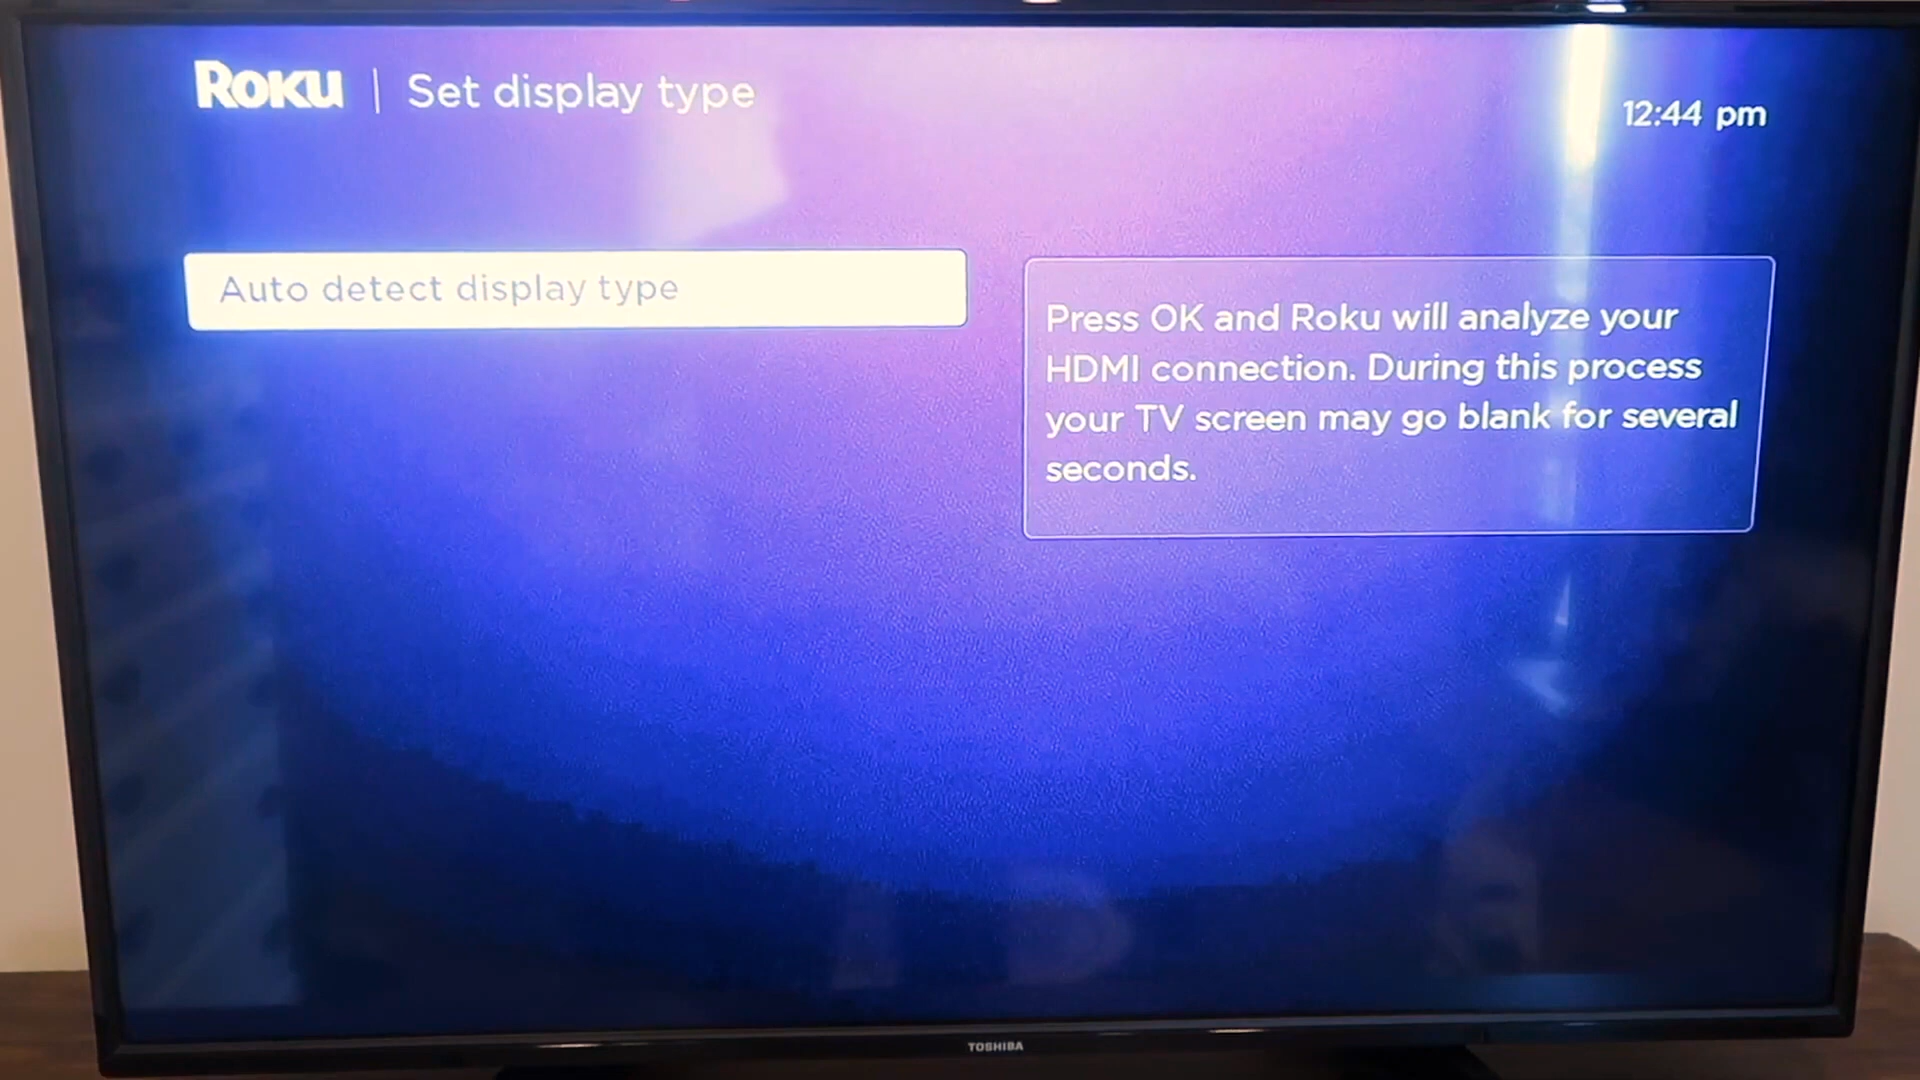 Roku | Set display type
12:44 pm
Auto detect display type
Press OK and Roku will analyze your
HDMI connection. During this process
your TV screen may go blank for several
seconds.
TOSHIBA